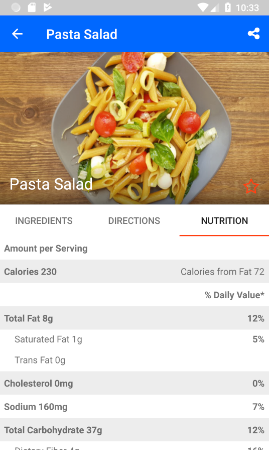 10:33
Pasta Salad
Pasta Salad
INGREDIENTS DIRECTIONS NUTRITION
Amount per Serving
Calories 230 Calories from Fat 72
% Daily Value*
Total Fat 8g 12%
Saturated Fat 1g 5%
Trans Fat 0g
Cholesterol 0mg 0%
Sodium 160mg 7%
Total Carbohydrate 37g 12%